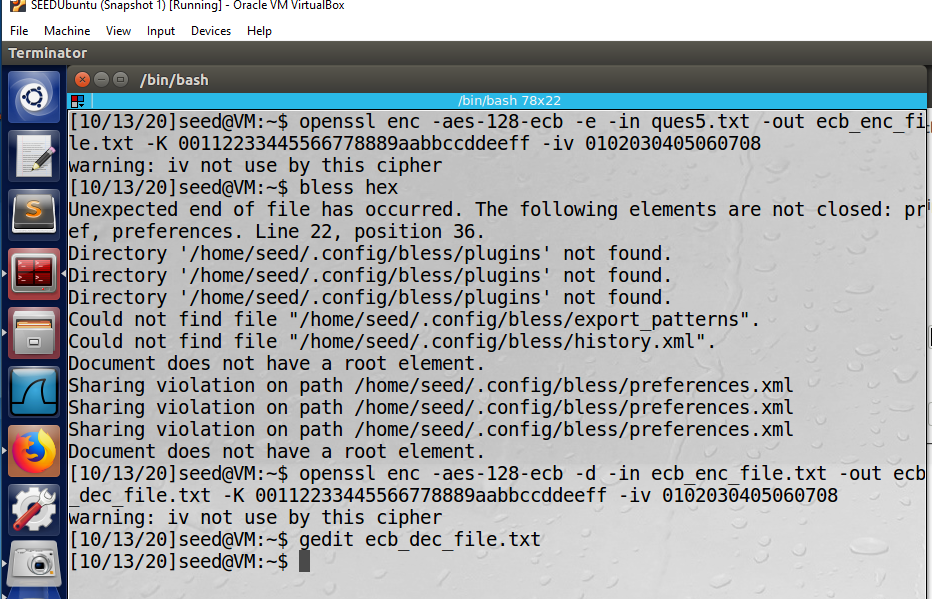 SEEDUbuntu (Snapshot 1) [Running] - Oracle VM VirtualBox
File Machine View Input Devices Help
Terminator
/bin/bash
/bin/bash 78x22
[10/13/20]seed@VM:~$ openssl enc -aes-128-ecb -e -in ques5.txt -out ecb_enc_fi
le.txt -K 00112233445566778889aabbccddeeff -iv 0102030405060708
warning: iv not use by this cipher
[10/13/20]seed@VM:~$ bless hex
Unexpected end of file has occurred. The following elements are not closed: pr
ef, preferences. Line 22, position 36.
Directory '/home/seed/.config/bless/plugins' not found.
Directory '/home/seed/.config/bless/plugins' not found.
Directory '/home/seed/.config/bless/plugins' not found.
Could not find file "/home/seed/.config/bless/export_patterns".
Could not find file "/home/seed/.config/bless/history.xml".
Document does not have a root element.
Sharing violation on path /home/seed/.config/bless/preferences.xml
Sharing violation on path /home/seed/.config/bless/preferences.xml
Sharing violation on path /home/seed/.config/bless/preferences.xml
Document does not have a root element.
[10/13/20]seed@VM:~$ openssl enc -aes-128-ecb -d -in ecb_enc_file.txt -out ecb
_dec_file.txt -K 00112233445566778889aabbccddeeff -iv 0102030405060708
warning: iv not use by this cipher
[10/13/20]seed@VM:~$ gedit ecb_dec_file.txt
[10/13/20]seed@VM:~$